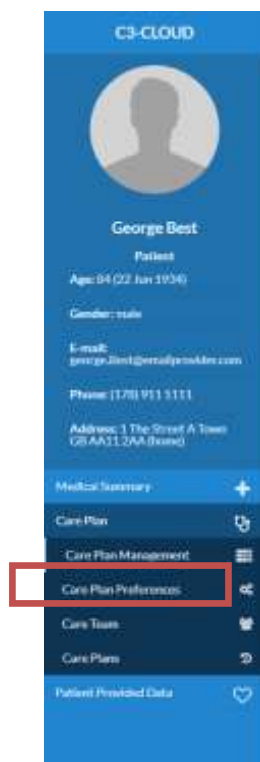 C3-CLOUD
George Best
Patient
Age: 84 (22 Jun 1934)
Gender: male
E-mail:
george.Best@emailprovider.com
Phone: (178) 911 1111
Address: 1 The Street A Town
GB AA11 2AA (home)
Medical Summary
Care Plan
Care Plan Management
Care Plan Preferences
Care Team
Care Plans
Patient Provided Data